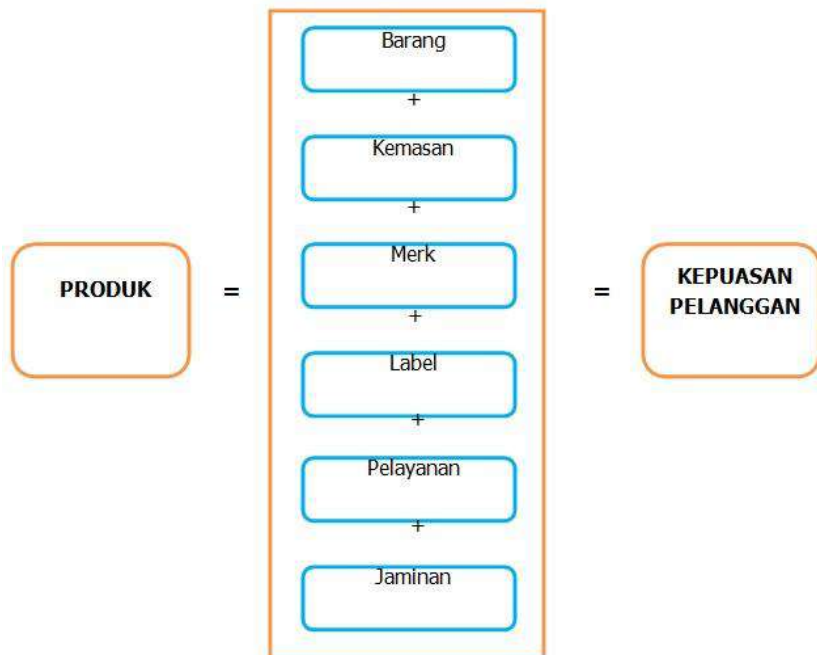 Barang
+
Kemasan
+
Merk
+
Label
+
Pelayanan
+
Jaminan
PRODUK
=
=
KEPUASAN
PELANGGAN